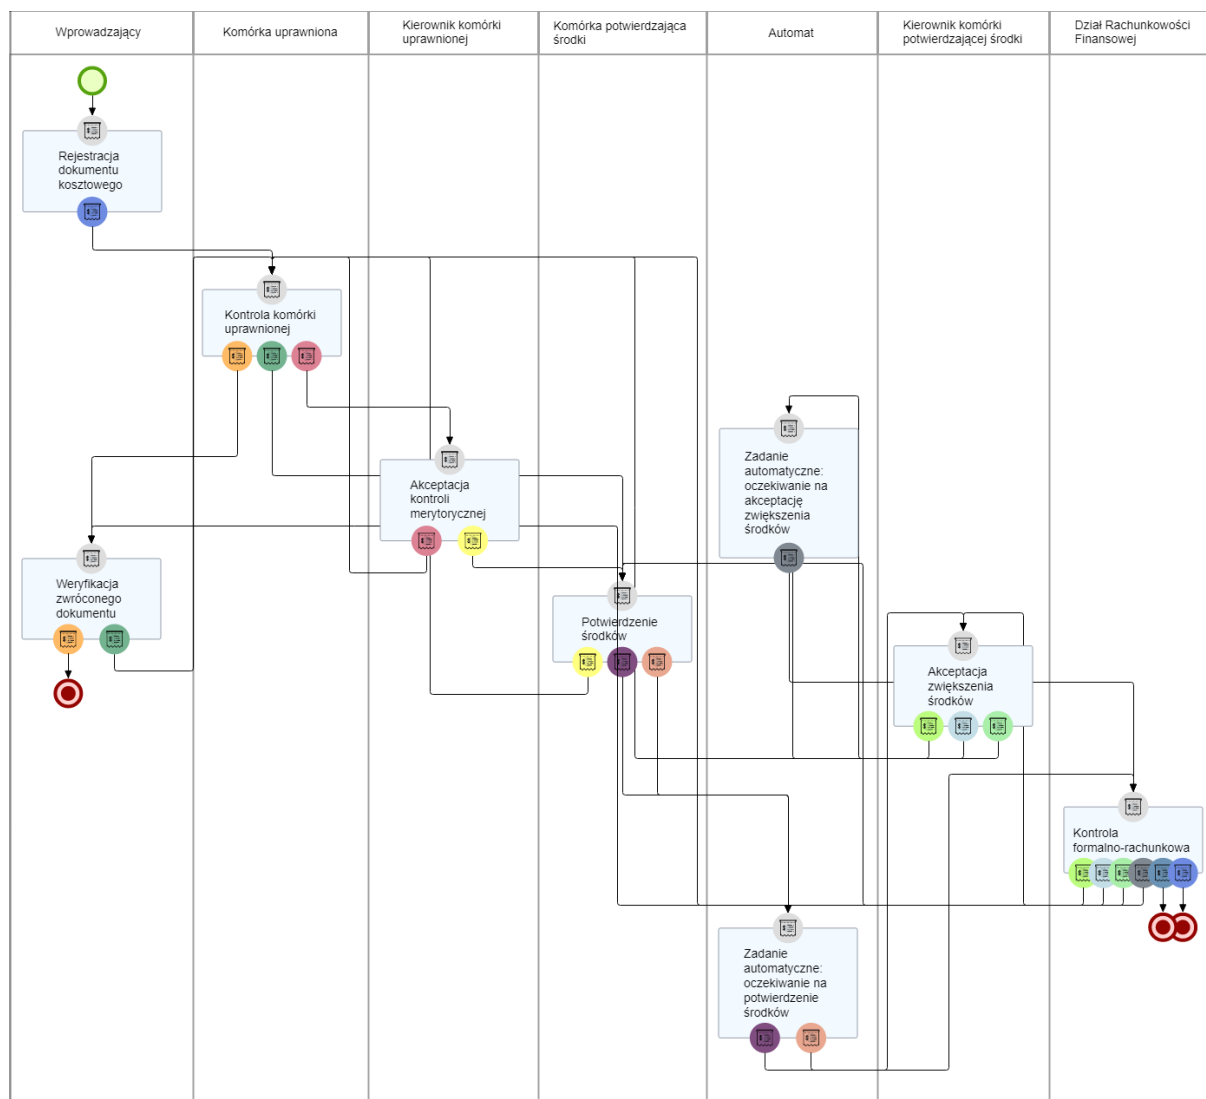 Wprowadzający
Komórka uprawniona
Kierownik komórki
uprawnionej
Komórka potwierdzająca
środki
Automat
Kierownik komórki
potwierdzającej środki
Dział Rachunkowości
Finansowej
Rejestracja
dokumentu
kosztowego
Kontrola komórki
uprawnionej
Akceptacja
kontroli
merytorycznej
Zadanie
automatyczne:
oczekiwanie na
akceptację
zwiększenia
środków
Weryfikacja
zwróconego
dokumentu
Potwierdzenie
środków
Akceptacja
zwiększenia
środków
Kontrola
formalno-rachunkowa
Zadanie
automatyczne:
oczekiwanie na
potwierdzenie
środków